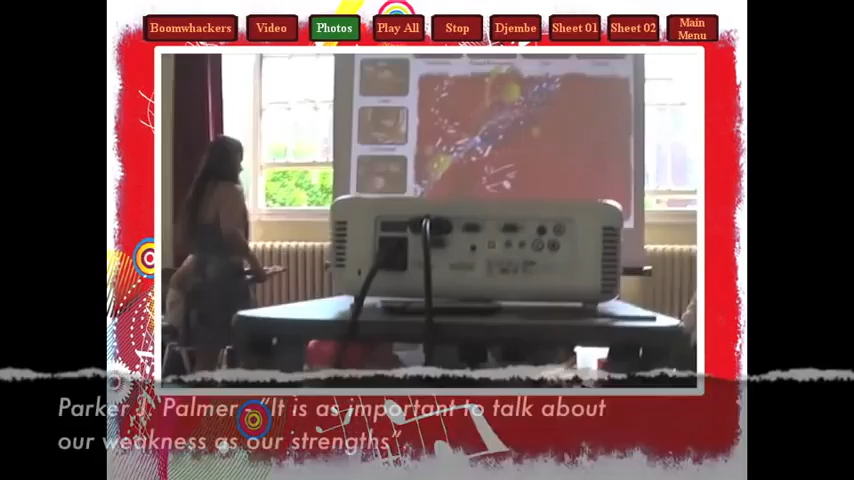 Boomwhackers Video Photos Play All Stop Djembe Sheet 01 Sheet 02 Main
Menu
Parker J. Palmer - “It is as important to talk about
our weakness as our strengths”